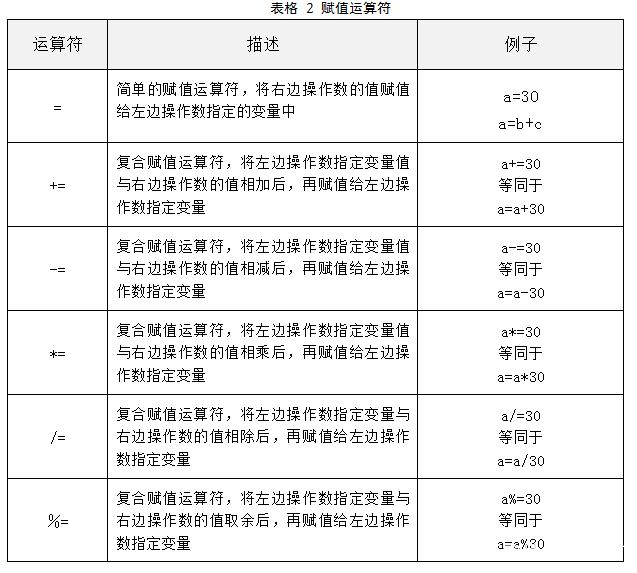 表格 2 赋值运算符
运算符 描述 例子
=
简单的赋值运算符，将右边操作数的值赋值
给左边操作数指定的变量中
a=30
a=b+c
+=
复合赋值运算符，将左边操作数指定变量值
与右边操作数的值相加后，再赋值给左边操
作数指定变量
a+=30
等同于
a=a+30
-=
复合赋值运算符，将左边操作数指定变量值
与右边操作数的值相减后，再赋值给左边操
作数指定变量
a-=30
等同于
a=a-30
*=
复合赋值运算符，将左边操作数指定变量值
与右边操作数的值相乘后，再赋值给左边操
作数指定变量
a*=30
等同于
a=a*30
/=
复合赋值运算符，将左边操作数指定变量与
右边操作数的值相除后，再赋值给左边操作
数指定变量
a/=30
等同于
a=a/30
%=
复合赋值运算符，将左边操作数指定变量与
右边操作数的值取余后，再赋值给左边操作
数指定变量
a%=30
等同于
a=a%30